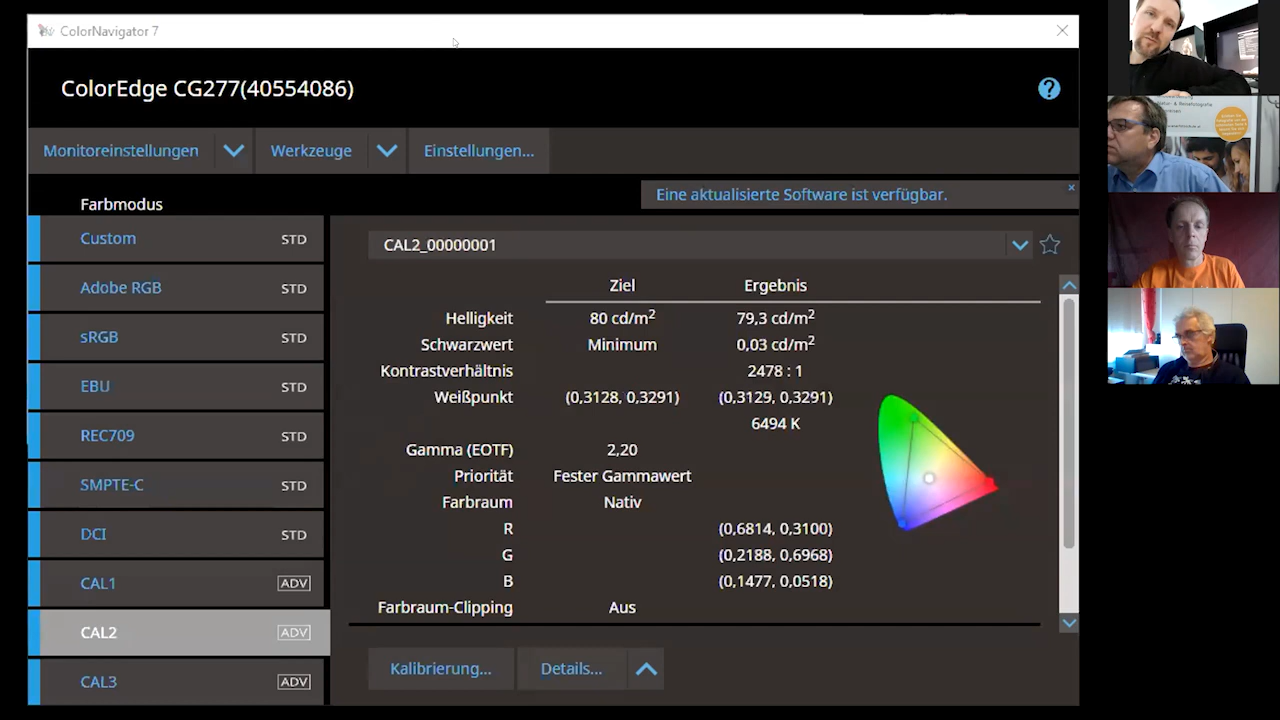 ColorNavigator 7
ColorEdge CG277(40554086)
Monitoreinstellungen
Werkzeuge
Einstellungen...
Eine aktualisierte Software ist verfügbar.
Farbmodus
Custom STD
Adobe RGB STD
sRGB STD
EBU STD
REC709 STD
SMPTE-C STD
DCI STD
CAL1 ADV
CAL2 ADV
CAL3 ADV
CAL2_00000001
Ziel Ergebnis
Helligkeit 80 cd/m² 79,3 cd/m²
Schwarzwert Minimum 0,03 cd/m²
Kontrastverhältnis 2478 : 1
Weißpunkt (0,3128, 0,3291) (0,3129, 0,3291)
6494 K
Gamma (EOTF) 2,20
Priorität Fester Gammawert
Farbraum Nativ
R (0,6814, 0,3100)
G (0,2188, 0,6968)
B (0,1477, 0,0518)
Farbraum-Clipping Aus
Kalibrierung...
Details...